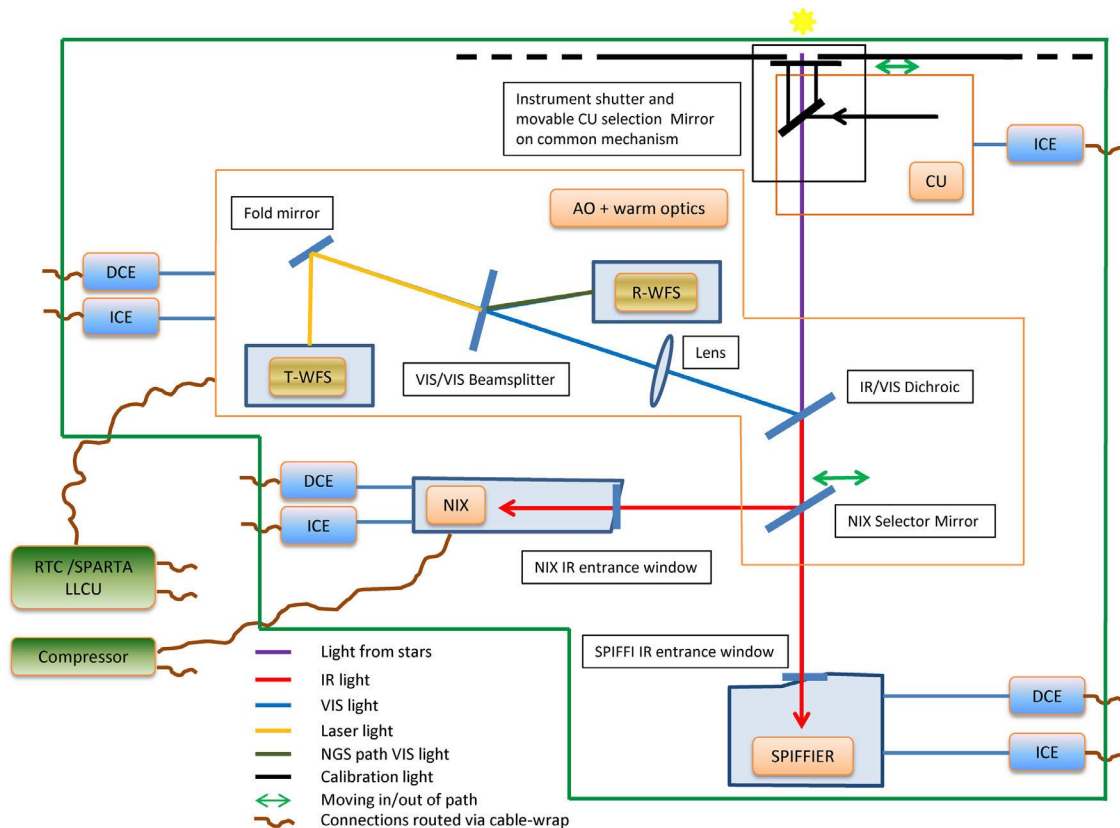 Instrument shutter and
movable CU selection Mirror
on common mechanism
ICE
CU
AO + warm optics
Fold mirror
DCE
ICE
R-WFS
T-WFS
VIS/VIS Beamsplitter
Lens
IR/VIS Dichroic
DCE
ICE
NIX
NIX Selector Mirror
NIX IR entrance window
RTC /SPARTA
LLCU
Compressor
SPIFFI IR entrance window
DCE
ICE
SPIFFIER
Light from stars
IR light
VIS light
Laser light
NGS path VIS light
Calibration light
Moving in/out of path
Connections routed via cable-wrap